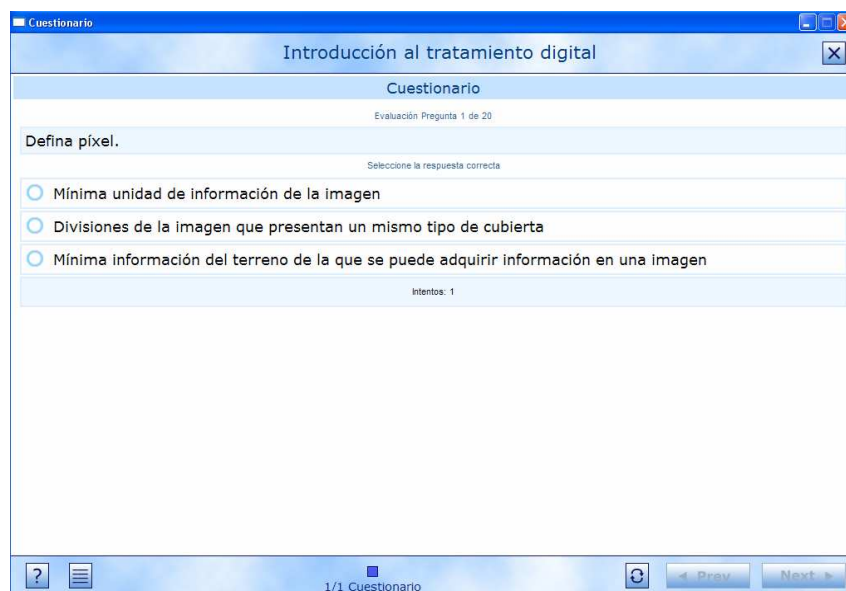 Cuestionario
Introducción al tratamiento digital
Cuestionario
Evaluación Pregunta 1 de 20
Defina píxel.
Seleccione la respuesta correcta
Mínima unidad de información de la imagen
Divisiones de la imagen que presentan un mismo tipo de cubierta
Mínima información del terreno de la que se puede adquirir información en una imagen
Intentos: 1
?
1/1 Cuestionario
Prev
Next